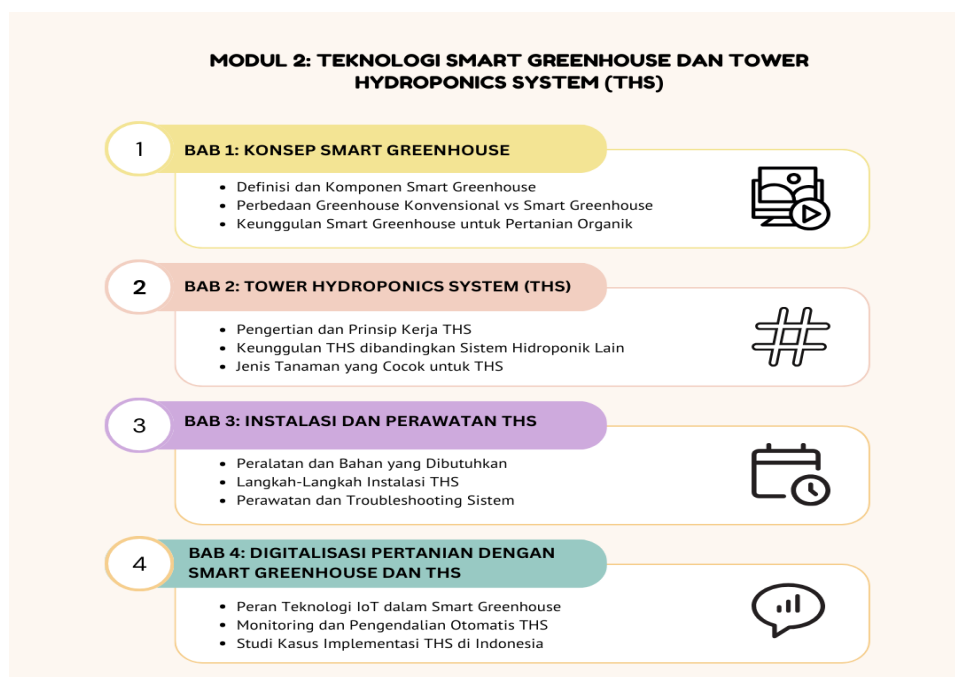 MODUL 2: TEKNOLOGI SMART GREENHOUSE DAN TOWER
HYDROPONICS SYSTEM (THS)
1
BAB 1: KONSEP SMART GREENHOUSE
• Definisi dan Komponen Smart Greenhouse
• Perbedaan Greenhouse Konvensional vs Smart Greenhouse
• Keunggulan Smart Greenhouse untuk Pertanian Organik
2
BAB 2: TOWER HYDROPONICS SYSTEM (THS)
• Pengertian dan Prinsip Kerja THS
• Keunggulan THS dibandingkan Sistem Hidroponik Lain
• Jenis Tanaman yang Cocok untuk THS
3
BAB 3: INSTALASI DAN PERAWATAN THS
• Peralatan dan Bahan yang Dibutuhkan
• Langkah-Langkah Instalasi THS
• Perawatan dan Troubleshooting Sistem
4
BAB 4: DIGITALISASI PERTANIAN DENGAN
SMART GREENHOUSE DAN THS
• Peran Teknologi IoT dalam Smart Greenhouse
• Monitoring dan Pengendalian Otomatis THS
• Studi Kasus Implementasi THS di Indonesia